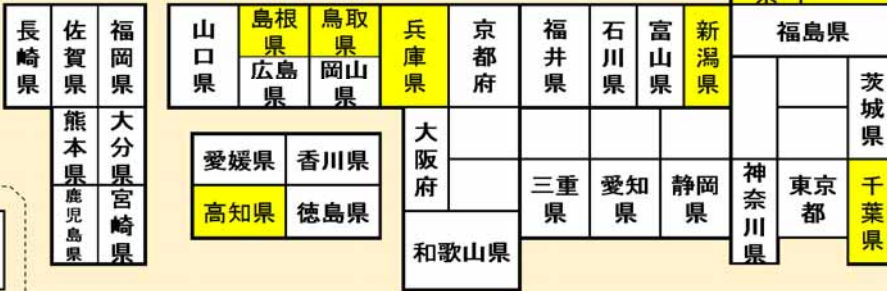 長崎県
佐賀県
福岡県
山口県
島根県
鳥取県
兵庫県
京都府
福井県
石川県
富山県
新潟県
福島県
広島県
岡山県
茨城県
熊本県
大分県
大阪府
愛媛県
香川県
高知県
徳島県
鹿児島県
宮崎県
三重県
愛知県
静岡県
神奈川県
東京都
千葉県
和歌山県